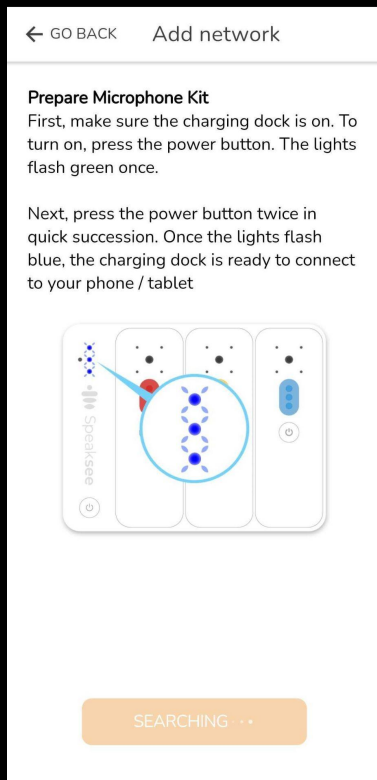 GO BACK Add network
Prepare Microphone Kit
First, make sure the charging dock is on. To
turn on, press the power button. The lights
flash green once.
Next, press the power button twice in
quick succession. Once the lights flash
blue, the charging dock is ready to connect
to your phone / tablet
Speaksee
SEARCHING ··